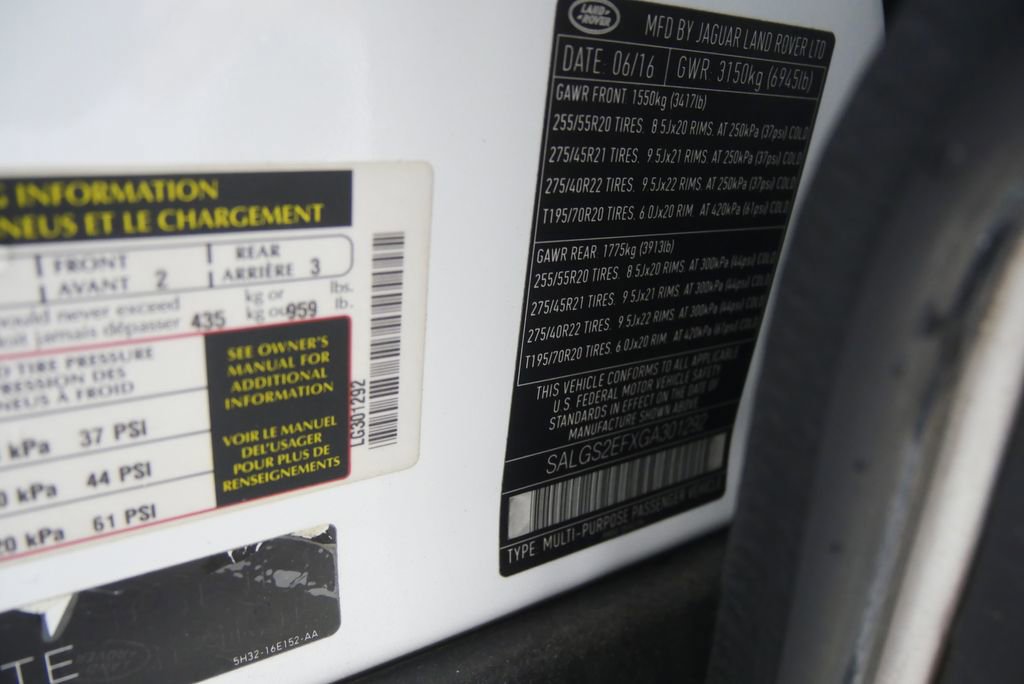 G INFORMATION
NEUS ET LE CHARGEMENT
FRONT
AVANT 2
REAR
ARRIÈRE 3
never exceed
jamais dépasser 435
kg or
kg ou 959
lbs.
lb.
TIRE PRESSURE
DES
À FROID
kPa 37 PSI
0 kPa 44 PSI
20 kPa 61 PSI
SEE OWNER'S
MANUAL FOR
ADDITIONAL
INFORMATION
VOIR LE MANUEL
DEL'USAGER
POUR PLUS DE
RENSEIGNEMENTS
LG301292
TE
5H32-16E152-AA
LAND
ROVER
MFD BY JAGUAR LAND ROVER LTD
DATE: 06/16 GWR: 3150kg (6945lb)
GAWR FRONT 1550kg (3417lb)
255/55R20 TIRES. 8 5Jx20 RIMS. AT 250kPa (37psi) COLD
275/45R21 TIRES. 9 5Jx21 RIMS. AT 250kPa (37psi) COLD
275/40R22 TIRES. 9 5Jx22 RIMS. AT 250kPa (37psi) COLD
T195/70R20 TIRES. 6.0Jx20 RIM. AT 420kPa (61psi) COLD
GAWR REAR 1775kg (3913lb)
255/55R20 TIRES. 8.5Jx20 RIMS. AT 300kPa (44psi) COLD
275/45R21 TIRES. 9 5Jx21 RIMS. AT 300kPa (44psi) COLD
275/40R22 TIRES. 9 5Jx22 RIMS. AT 300kPa (44psi) COLD
T195/70R20 TIRES. 6 0Jx20 RIM. AT 420kPa (61psi) COLD
THIS VEHICLE CONFORMS TO ALL APPLICABLE
U.S. FEDERAL MOTOR VEHICLE SAFETY
STANDARDS IN EFFECT ON THE DATE OF
MANUFACTURE SHOWN ABOVE.
SALGS2EFXGA301292
TYPE MULTI-PURPOSE PASSENGER VEHICLE